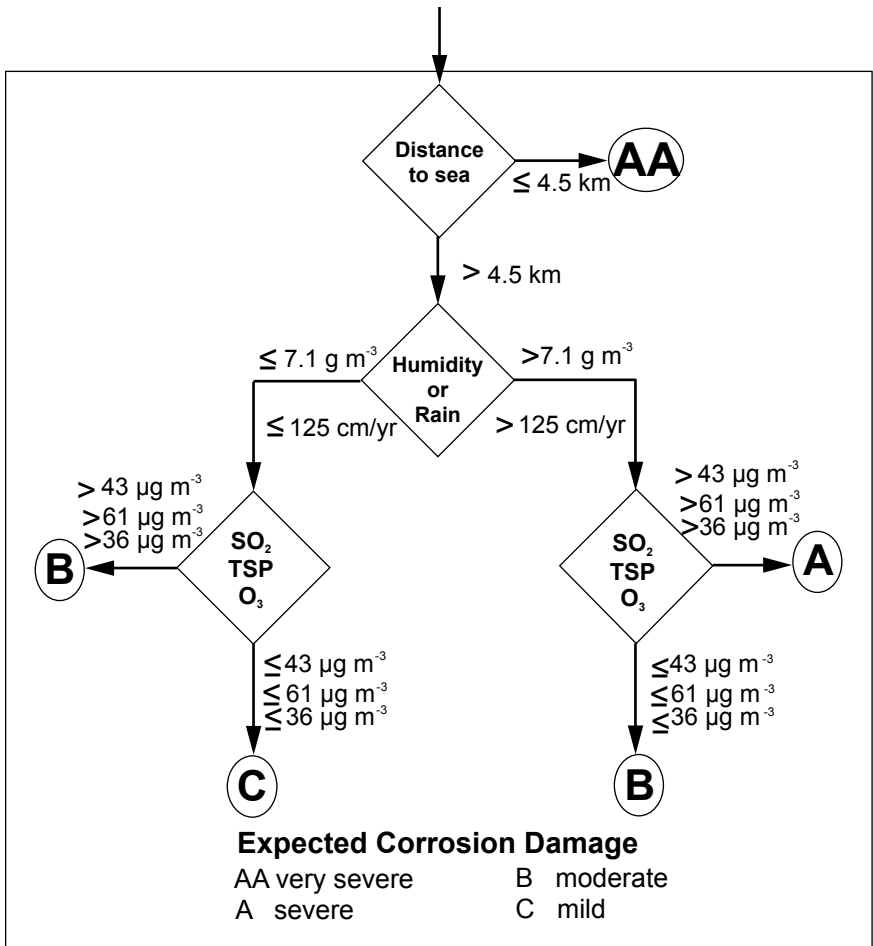 Distance
to sea
AA
≤ 4.5 km
> 4.5 km
≤ 7.1 g m⁻³
>7.1 g m⁻³
Humidity
or
Rain
≤ 125 cm/yr
> 125 cm/yr
> 43 µg m⁻³
>61 µg m⁻³
>36 µg m⁻³
B
SO₂
TSP
O₃
≤43 µg m⁻³
≤61 µg m⁻³
≤36 µg m⁻³
C
>43 µg m⁻³
>61 µg m⁻³
>36 µg m⁻³
SO₂
TSP
O₃
A
≤43 µg m⁻³
≤61 µg m⁻³
≤36 µg m⁻³
B
Expected Corrosion Damage
AA very severe
B moderate
A severe
C mild